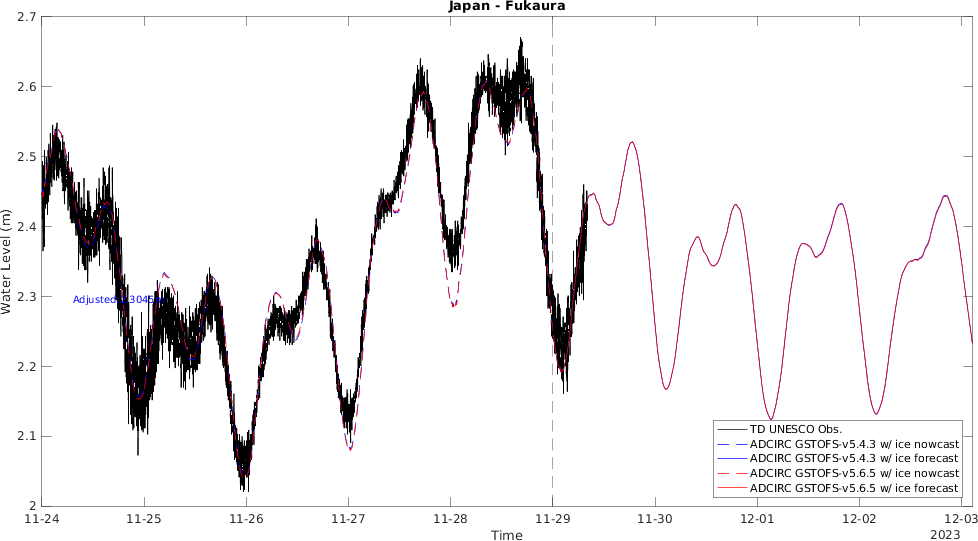 Japan - Fukaura
2.7
2.6
2.5
2.4
2.3
2.2
2.1
2
Water Level (m)
Adjusted
TD UNESCO Obs.
ADCIRC GSTOFS-v5.4.3 w/ ice nowcast
ADCIRC GSTOFS-v5.4.3 w/ ice forecast
ADCIRC GSTOFS-v5.6.5 w/ ice nowcast
ADCIRC GSTOFS-v5.6.5 w/ ice forecast
11-24 11-25 11-26 11-27 11-28 11-29 11-30 12-01 12-02 12-03
Time
2023